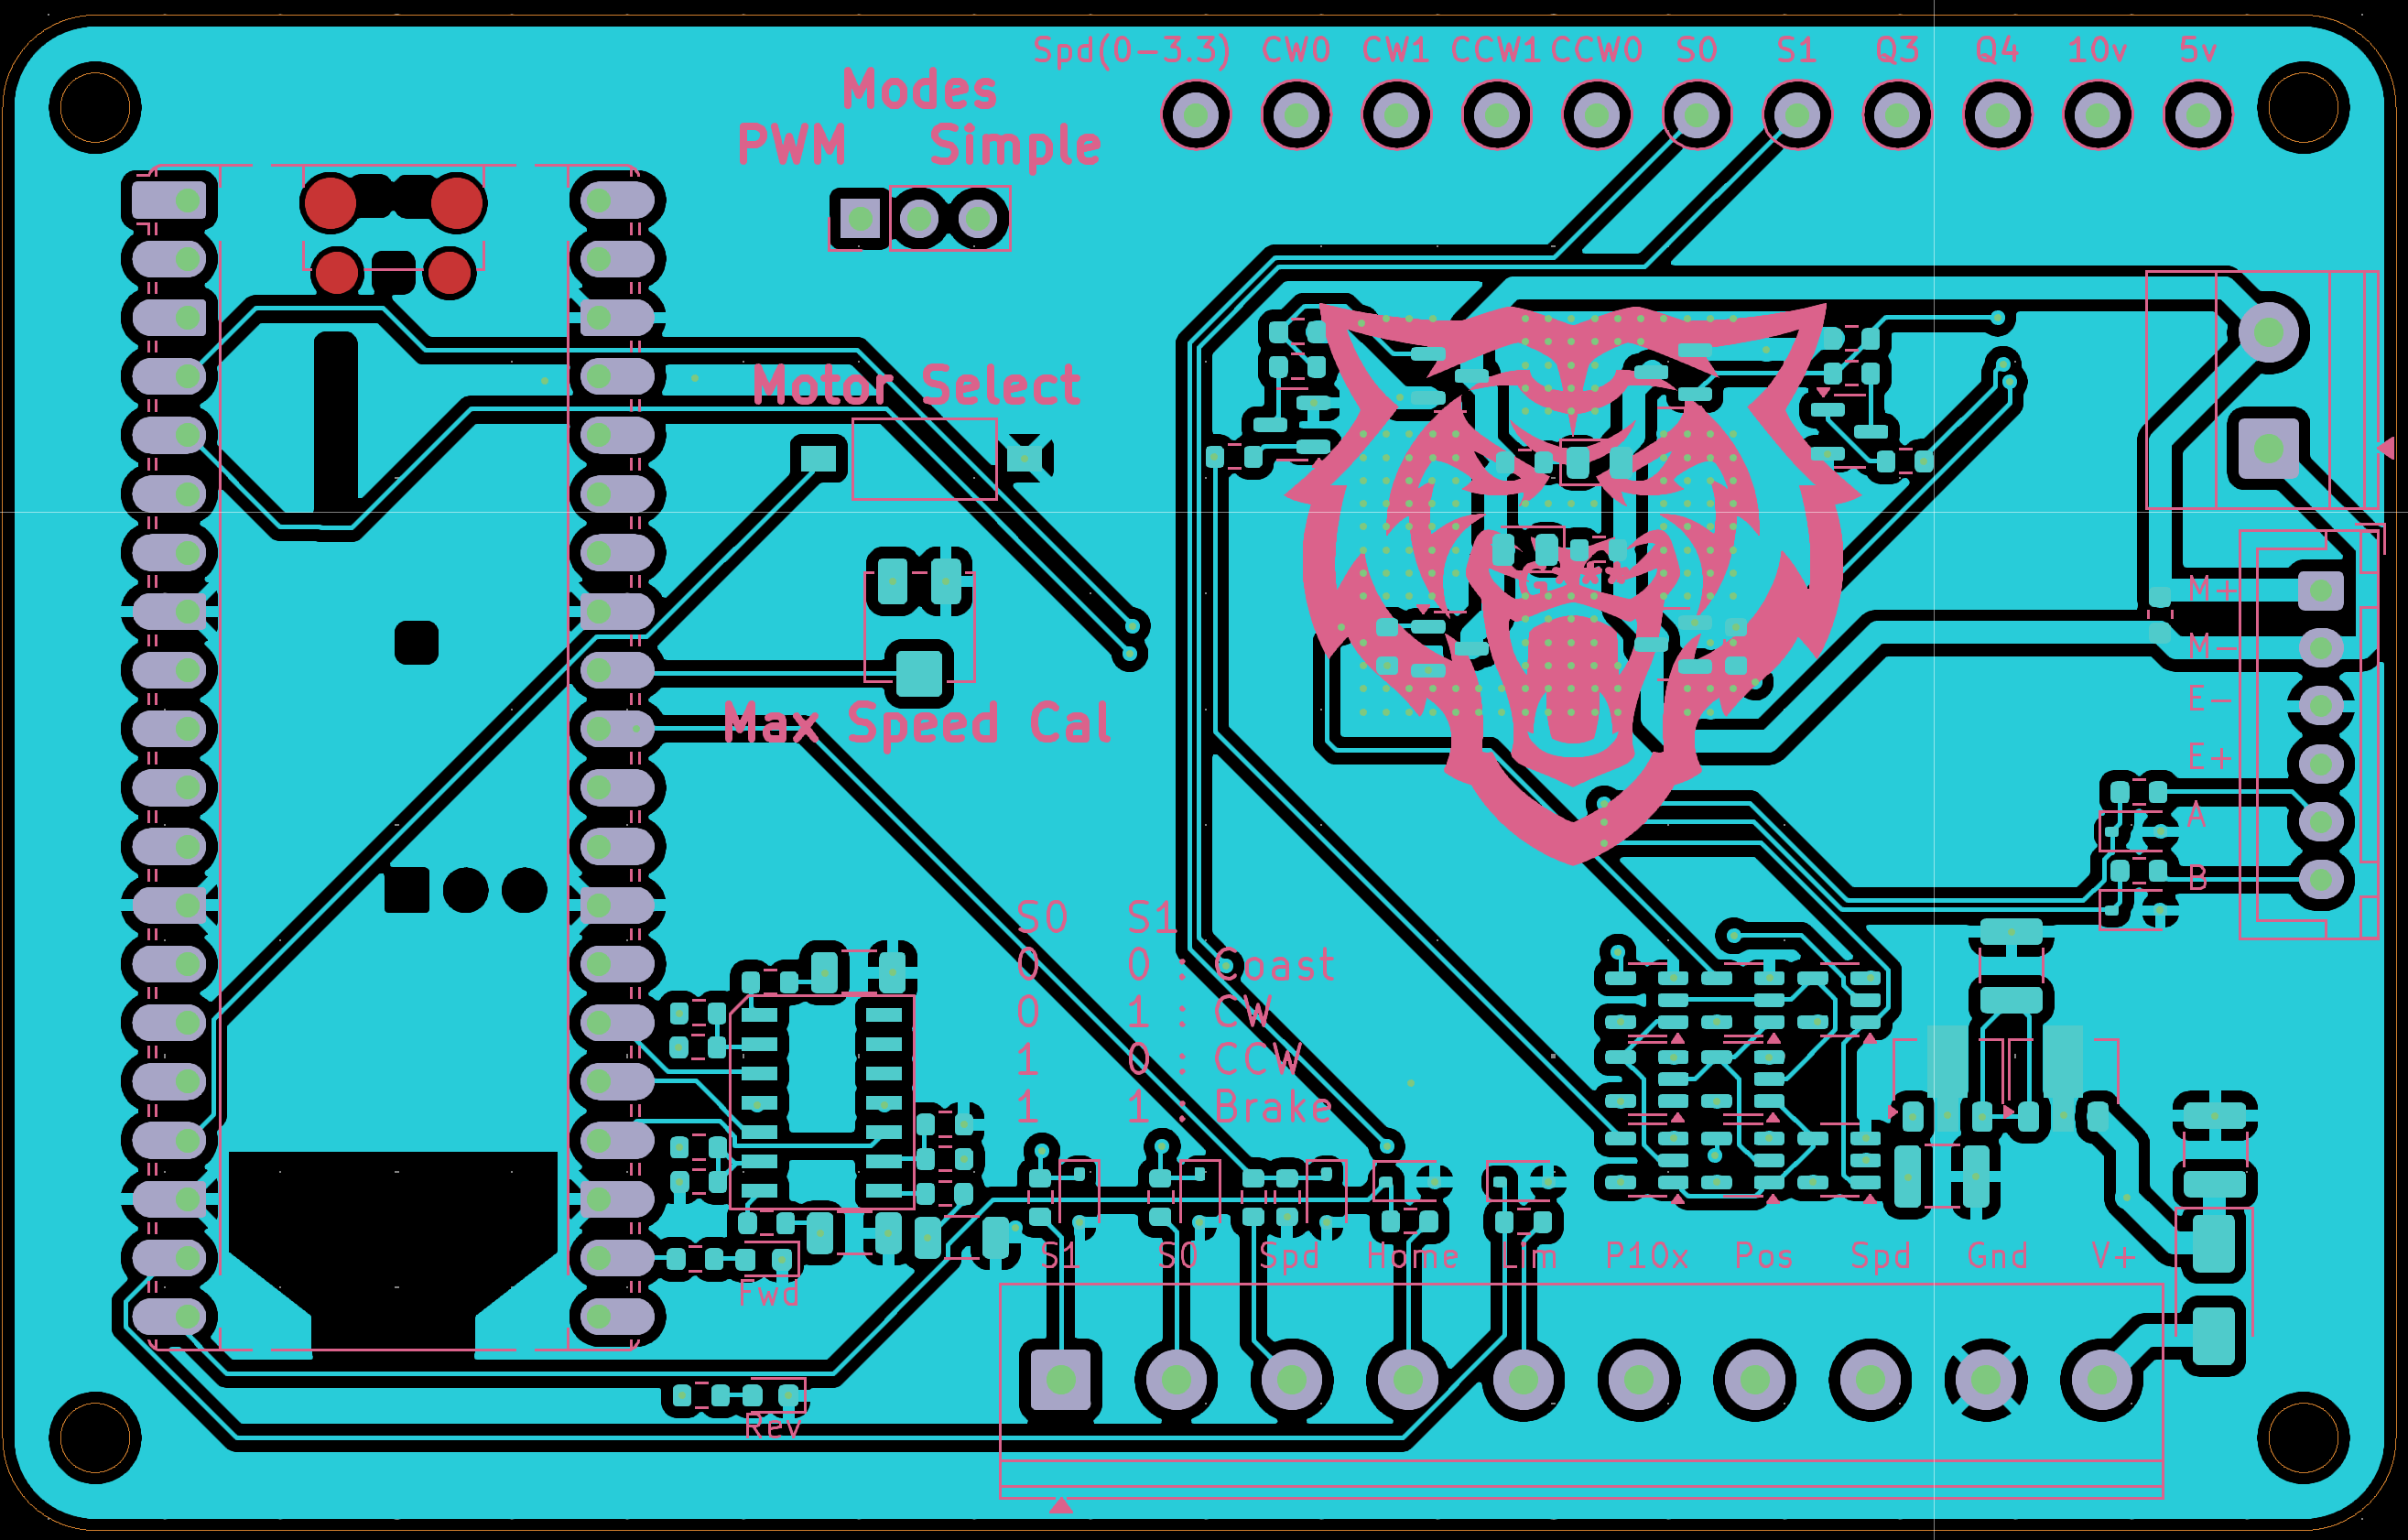 Spd(0-3.3) CW0 CW1 CCW1 CCW0 S0 S1 Q3 Q4 10v 5v
Modes
PWM Simple
Motor Select
M+
M-
E-
E+
A
B
Max Speed Cal
S0 S1
0 0 : Coast
0 1 : CW
1 0 : CCW
1 1 : Brake
S1 S0 Spd Home Lim P10x Pos Spd Gnd V+
Fwd
Rev